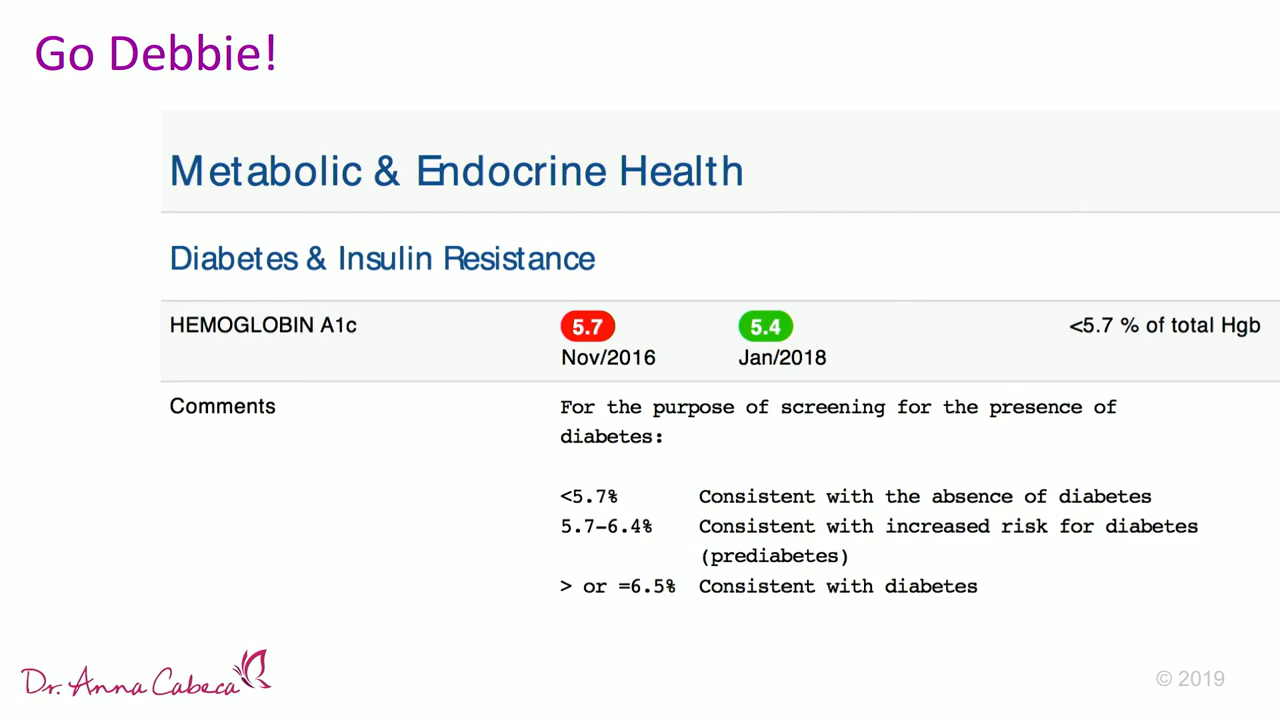 Go Debbie!
Metabolic & Endocrine Health
Diabetes & Insulin Resistance
HEMOGLOBIN A1c 5.7 5.4 <5.7 % of total Hgb
Nov/2016 Jan/2018
Comments For the purpose of screening for the presence of
diabetes:
<5.7% Consistent with the absence of diabetes
5.7-6.4% Consistent with increased risk for diabetes
(prediabetes)
> or =6.5% Consistent with diabetes
Dr. Anna Cabeca
© 2019